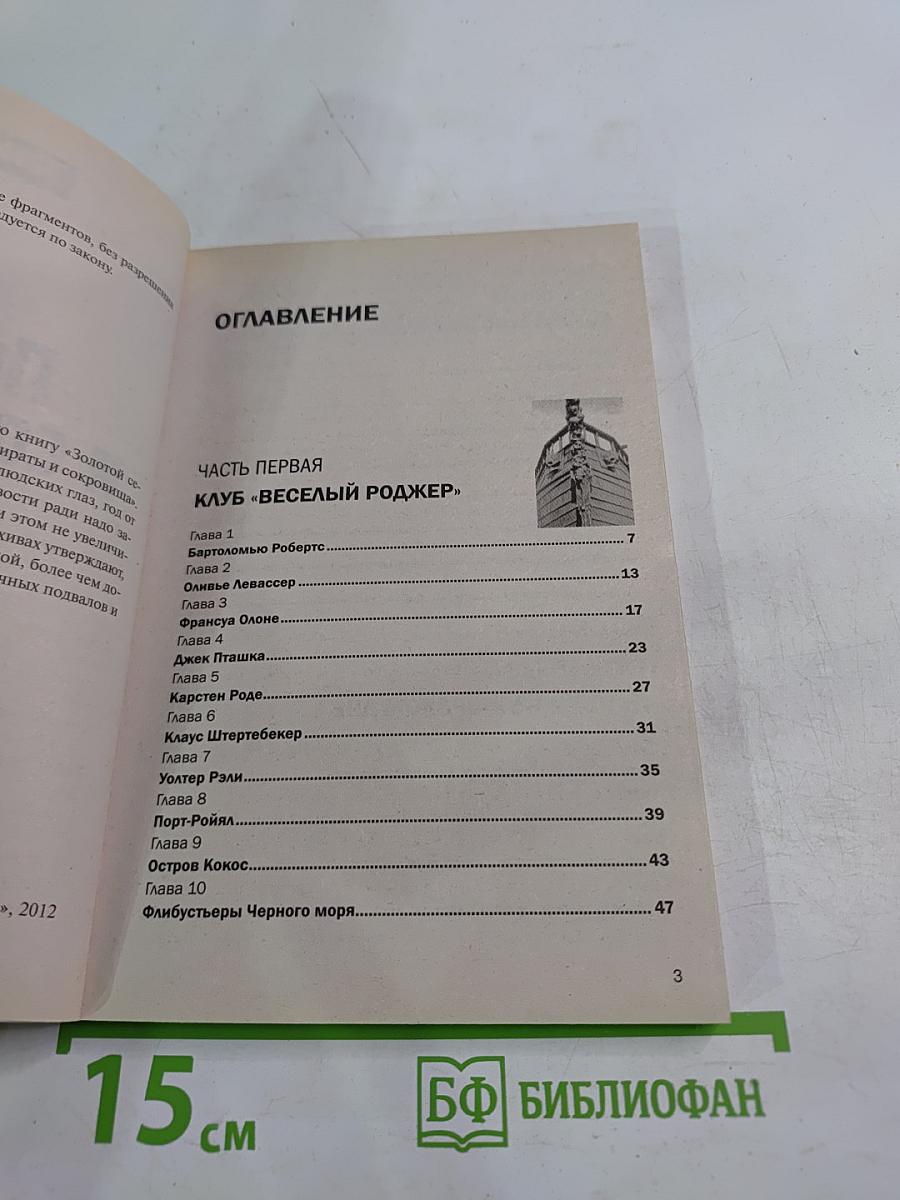 е фрагментов, без разрешения
дуется по закону.
ю книгу «Золотой се-
ираты и сокровища».
людских глаз, год от
вости ради надо за-
и этом не увеличи-
хивах утверждают,
ой, более чем до-
чных подвалов и
», 2012
ОГЛАВЛЕНИЕ
ЧАСТЬ ПЕРВАЯ
КЛУБ «ВЕСЕЛЫЙ РОДЖЕР»
Глава 1
Бартоломью Робертс 7
Глава 2
Оливье Левассер 13
Глава 3
Франсуа Олоне 17
Глава 4
Джек Пташка 23
Глава 5
Карстен Роде 27
Глава 6
Клаус Штертебекер 31
Глава 7
Уолтер Рэли 35
Глава 8
Порт-Ройял 39
Глава 9
Остров Кокос 43
Глава 10
Флибустьеры Черного моря 47
3
15 см
БФ БИБЛИОФАН